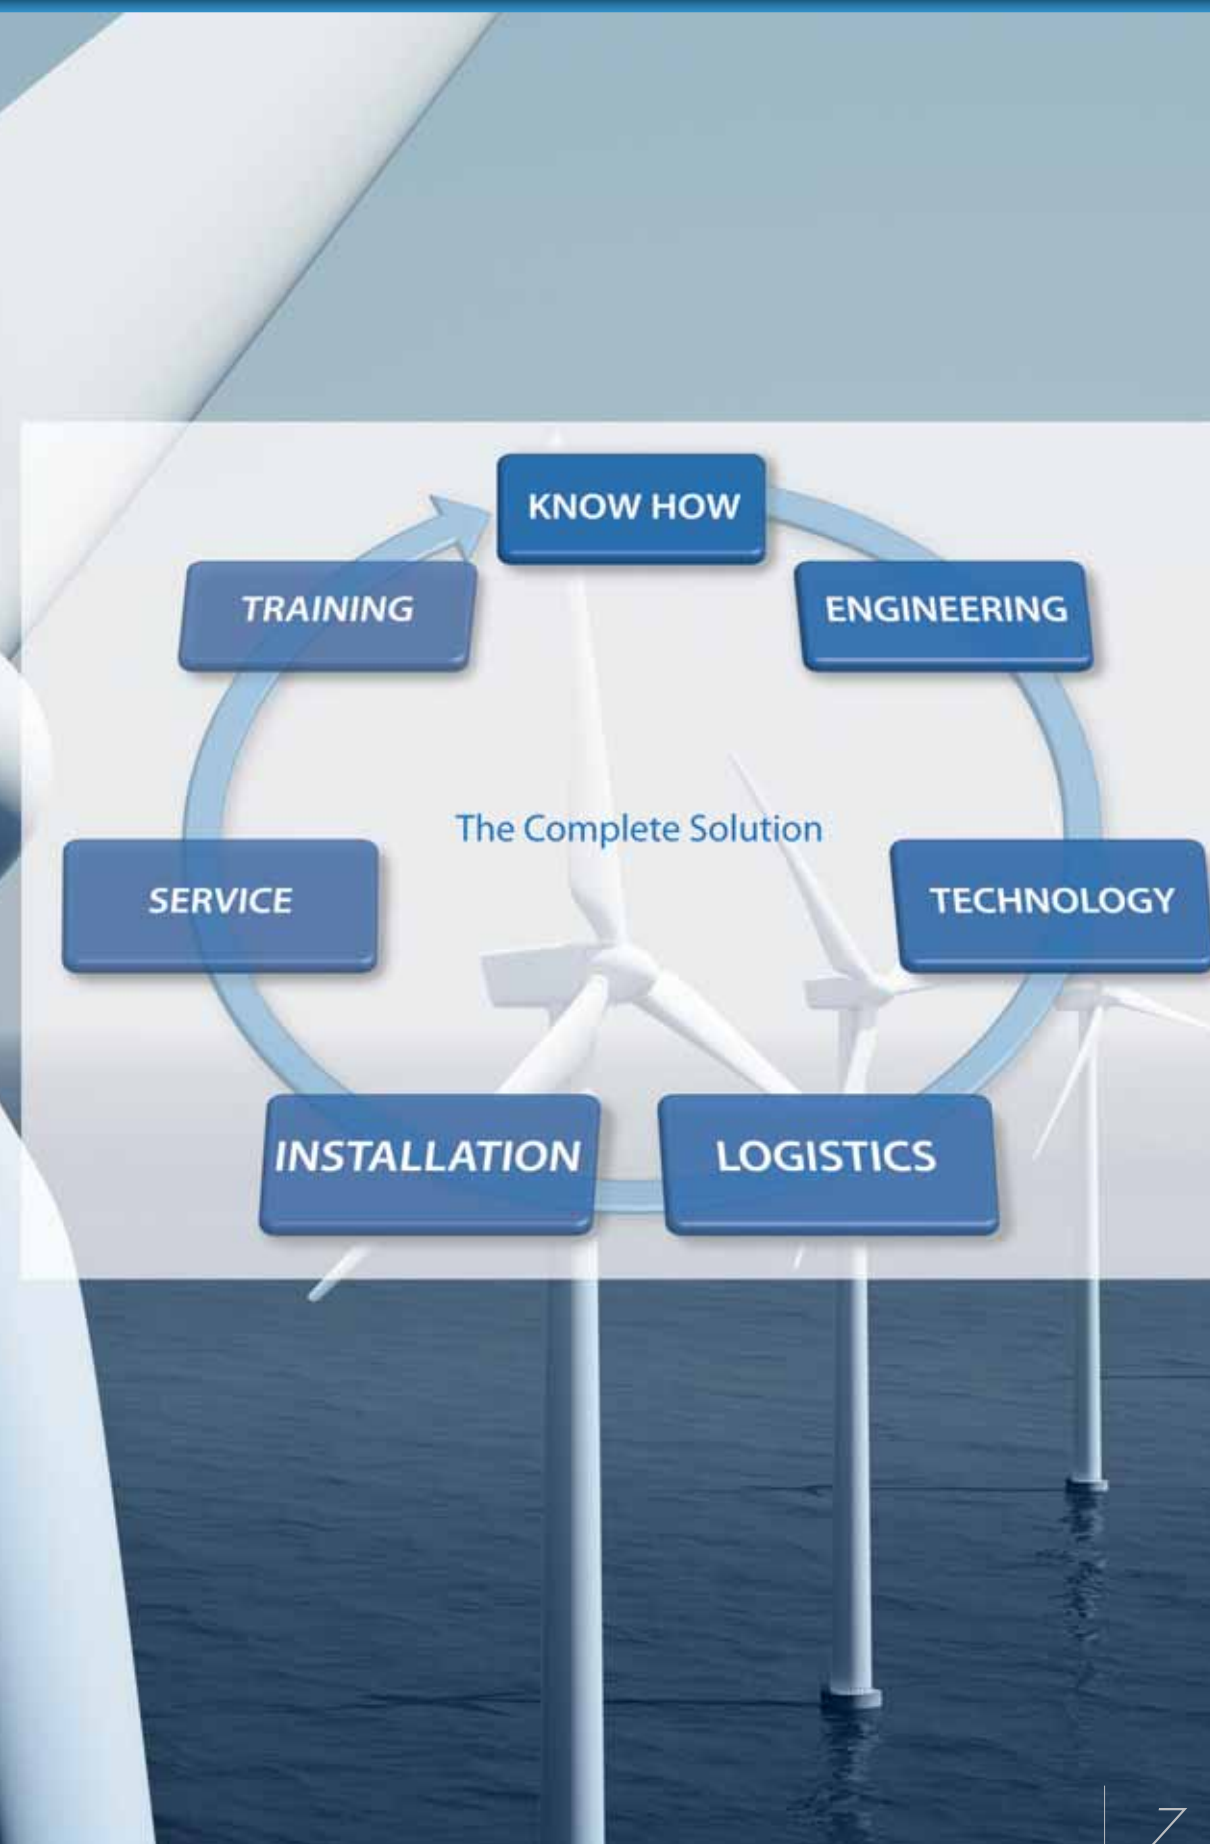 KNOW HOW
ENGINEERING
TECHNOLOGY
LOGISTICS
INSTALLATION
SERVICE
TRAINING
The Complete Solution
7